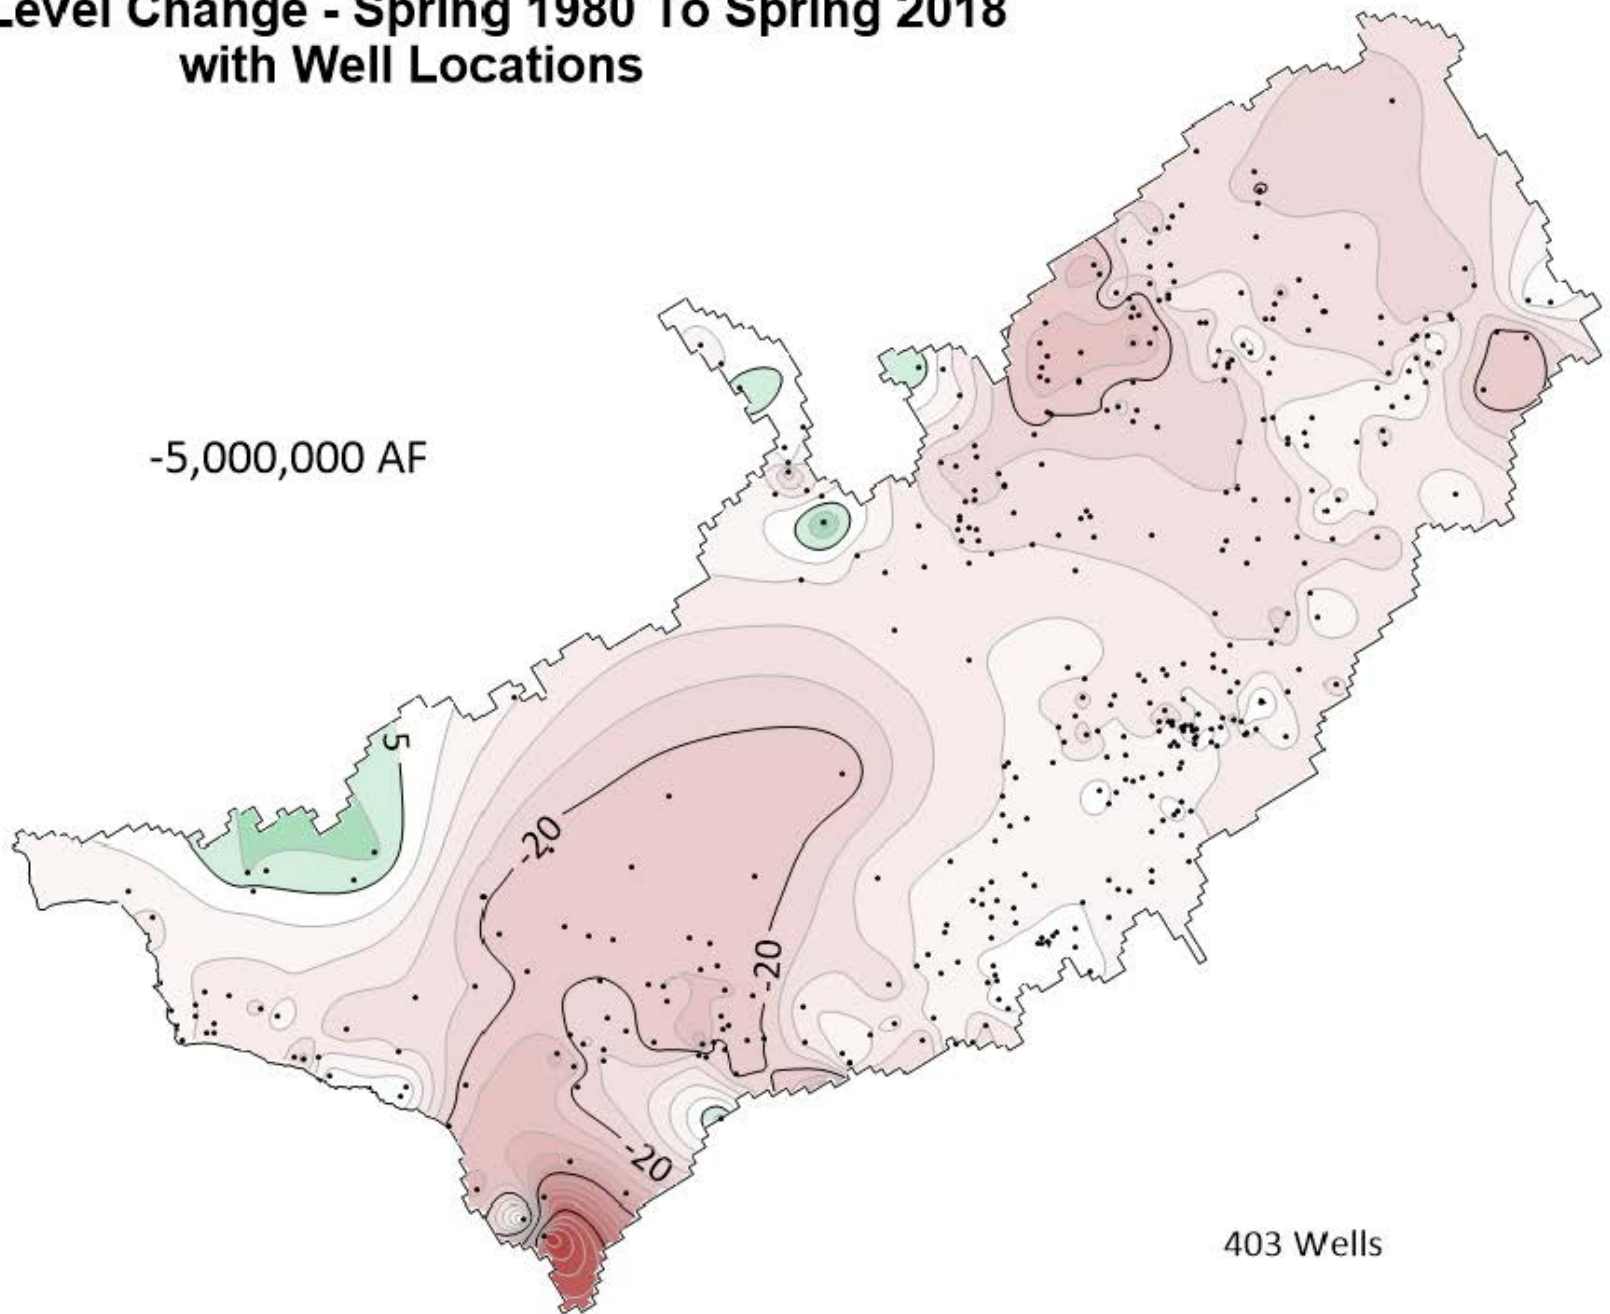 Level Change - Spring 1980 To Spring 2018
with Well Locations
-5,000,000 AF
5
-20
-20
-20
403 Wells